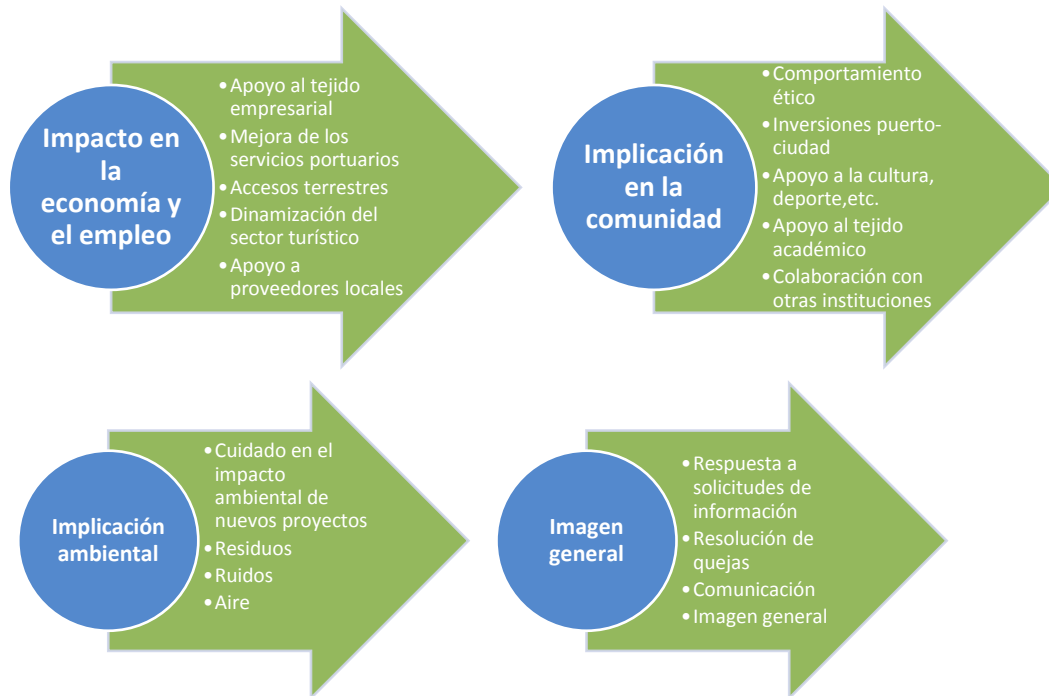 Impacto en
la
economía y
el empleo
•Apoyo al tejido
empresarial
•Mejora de los
servicios portuarios
•Accesos terrestres
•Dinamización del
sector turístico
•Apoyo a
proveedores locales
Implicación
en la
comunidad
•Comportamiento
ético
•Inversiones puerto-
ciudad
•Apoyo a la cultura,
deporte,etc.
•Apoyo al tejido
académico
•Colaboración con
otras instituciones
Implicación
ambiental
•Cuidado en el
impacto
ambiental de
nuevos proyectos
•Residuos
•Ruidos
•Aire
Imagen
general
•Respuesta a
solicitudes de
información
•Resolución de
quejas
•Comunicación
•Imagen general